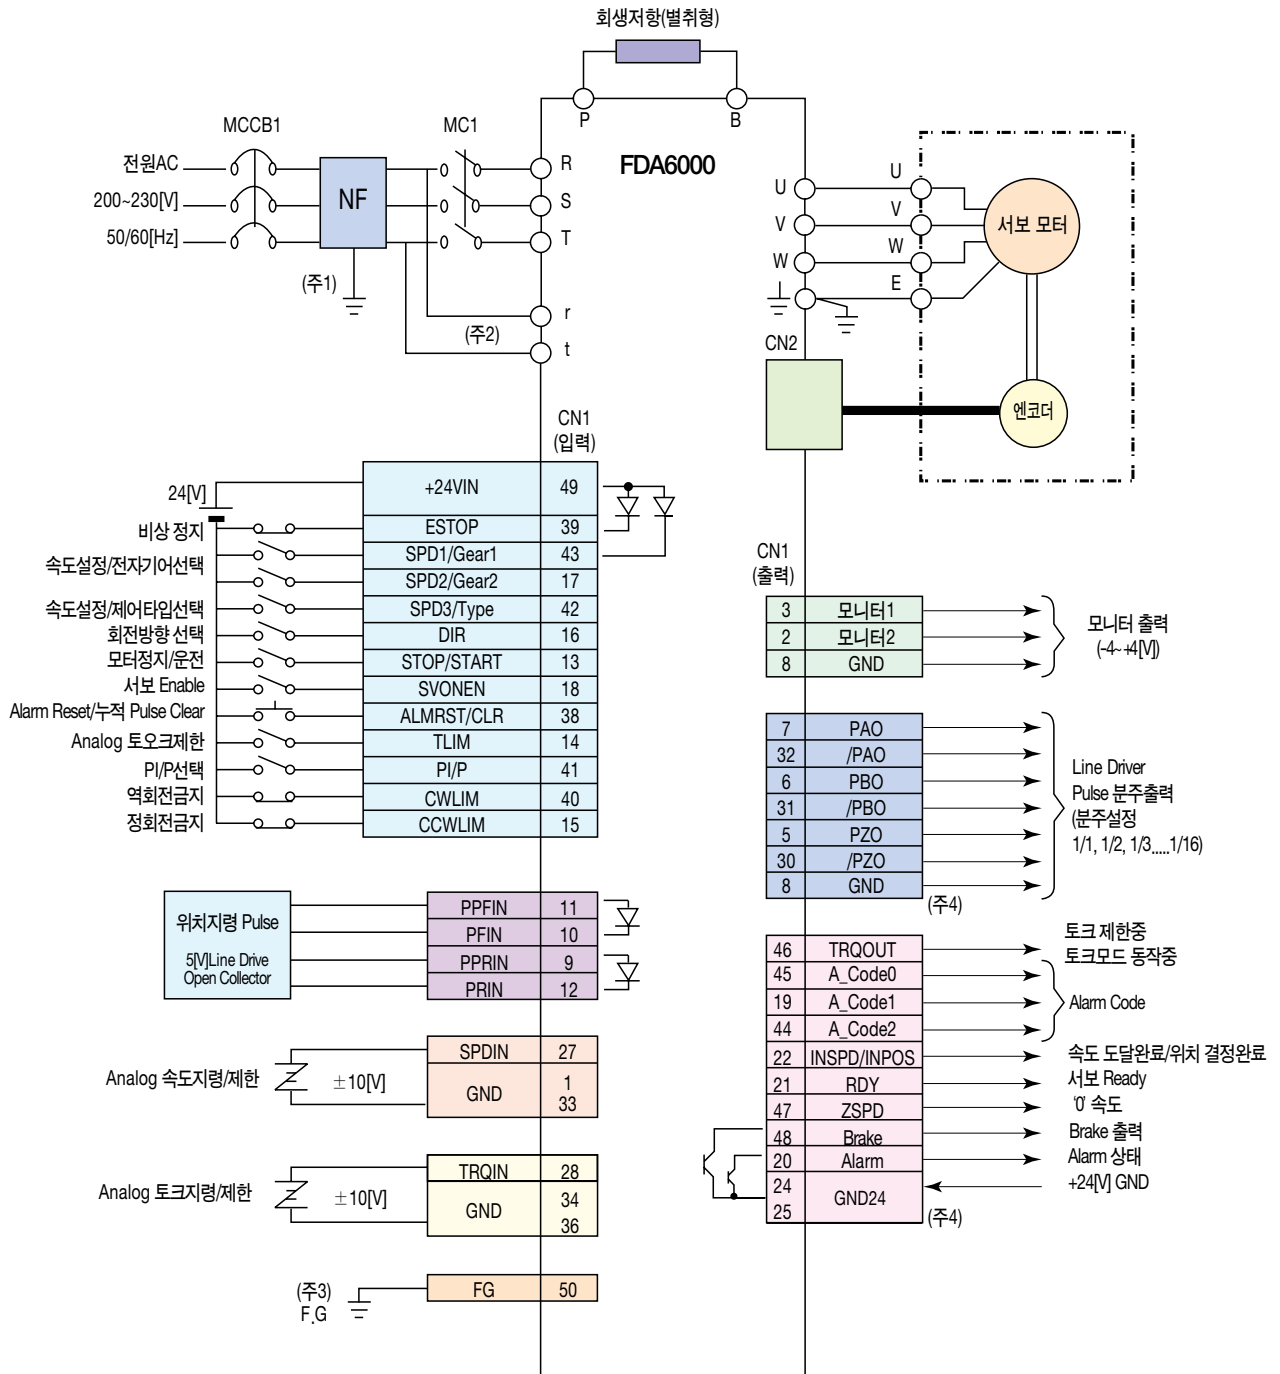 회생저항(별취형)
P
B
FDA6000
MCCB1
MC1
전원AC
200~230[V]
50/60[Hz]
NF
(주1)
(주2)
R
S
T
r
t
U
V
W
U
V
W
E
서보 모터
엔코더
CN2
CN1
(입력)
24[V]
+24VIN 49
비상 정지 ESTOP 39
속도설정/전자기어선택
SPD1/Gear1 43
SPD2/Gear2 17
속도설정/제어타입선택 SPD3/Type 42
회전방향 선택 DIR 16
모터정지/운전 STOP/START 13
서보 Enable SVONEN 18
Alarm Reset/누적 Pulse Clear ALMRST/CLR 38
Analog 토오크제한 TLIM 14
PI/P선택 PI/P 41
역회전금지 CWLIM 40
정회전금지 CCWLIM 15
위치지령 Pulse
5[V]Line Drive
Open Collector
PPFIN 11
PFIN 10
PPRIN 9
PRIN 12
Analog 속도지령/제한
±10[V]
SPDIN 27
GND 1
33
Analog 토크지령/제한
±10[V]
TRQIN 28
GND 34
36
(주3)
F.G
FG 50
CN1
(출력)
3 모니터1
2 모니터2
8 GND
모니터 출력
(-4~+4[V])
7 PAO
32 /PAO
6 PBO
31 /PBO
5 PZO
30 /PZO
8 GND
(주4)
Line Driver
Pulse 분주출력
(분주설정
1/1, 1/2, 1/3.....1/16)
46 TRQOUT
토크 제한중
토크모드 동작중
45 A_Code0
19 A_Code1
44 A_Code2
Alarm Code
22 INSPD/INPOS 속도 도달완료/위치 결정완료
21 RDY 서보 Ready
47 ZSPD '0' 속도
48 Brake Brake 출력
20 Alarm Alarm 상태
24 GND24 +24[V] GND
25
(주4)